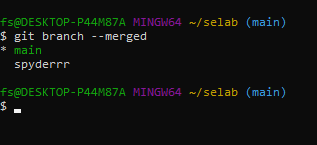 fs@DESKTOP-P44M87A MINGW64 ~/selab (main)
$ git branch --merged
* main
  spyderrr

fs@DESKTOP-P44M87A MINGW64 ~/selab (main)
$